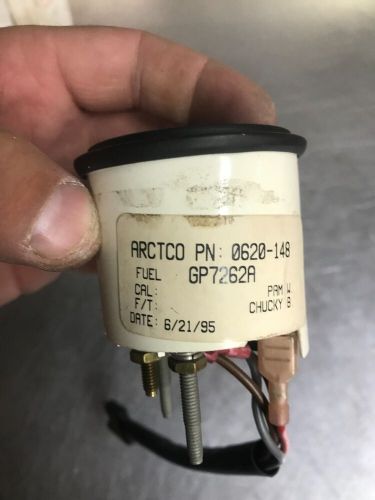 ARCTCO PN: 0620-148
FUEL GP7262A
CAL: PAM W
F/T: CHUCKY B
DATE: 6/21/95